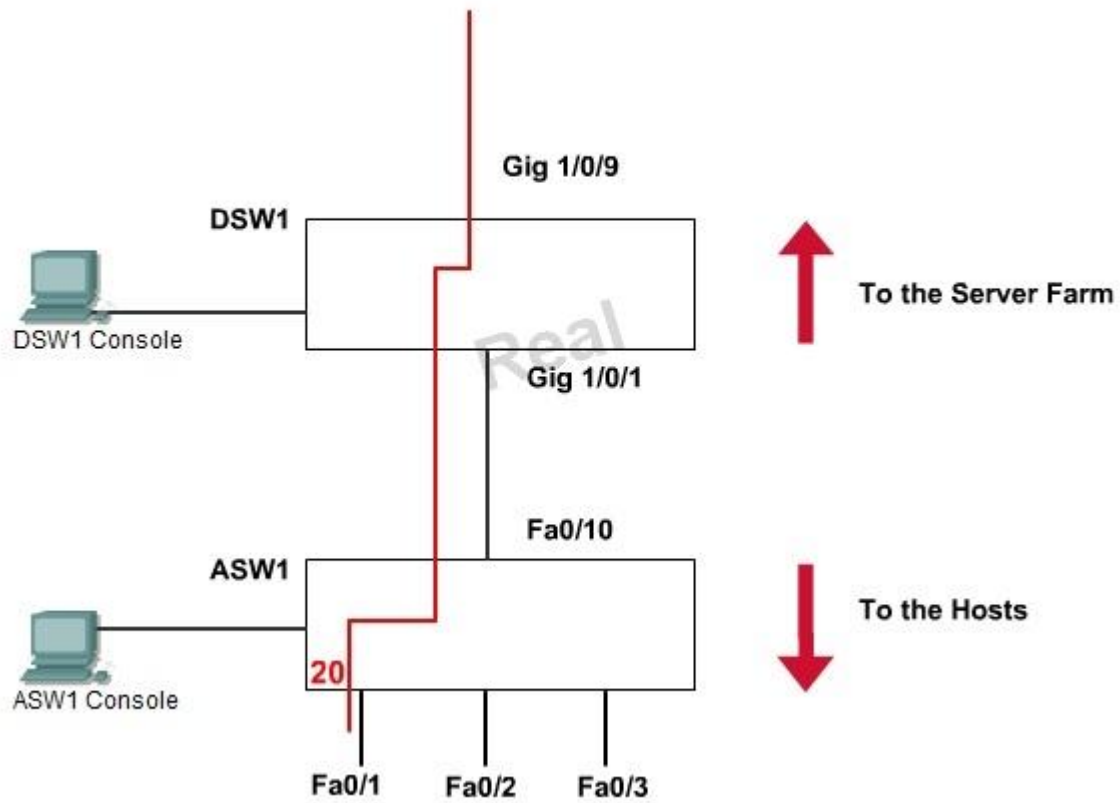 Gig 1/0/9
DSW1
To the Server Farm
DSW1 Console
Real
Gig 1/0/1
Fa0/10
ASW1
To the Hosts
20
ASW1 Console
Fa0/1
Fa0/2
Fa0/3